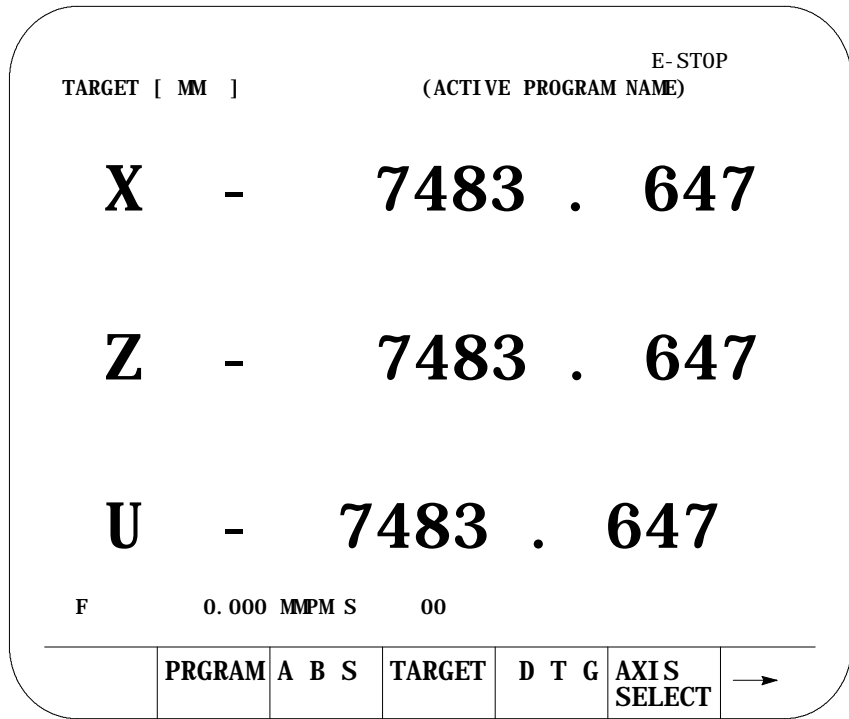 E-STOP
TARGET [ MM ] (ACTIVE PROGRAM NAME)
X - 7483 . 647
Z - 7483 . 647
U - 7483 . 647
F 0.000 MMPM S 00
PRGRAM A B S TARGET D T G AXIS
SELECT